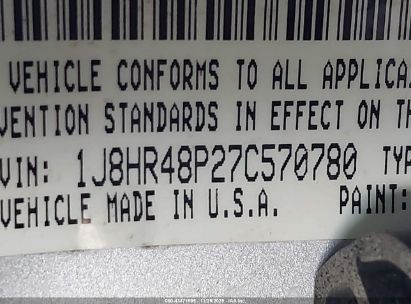 VEHICLE CONFORMS TO ALL APPLICA
VENTION STANDARDS IN EFFECT ON TH
VIN: 1J8HR48P27C570780 TYP
VEHICLE MADE IN U.S.A. PAINT: